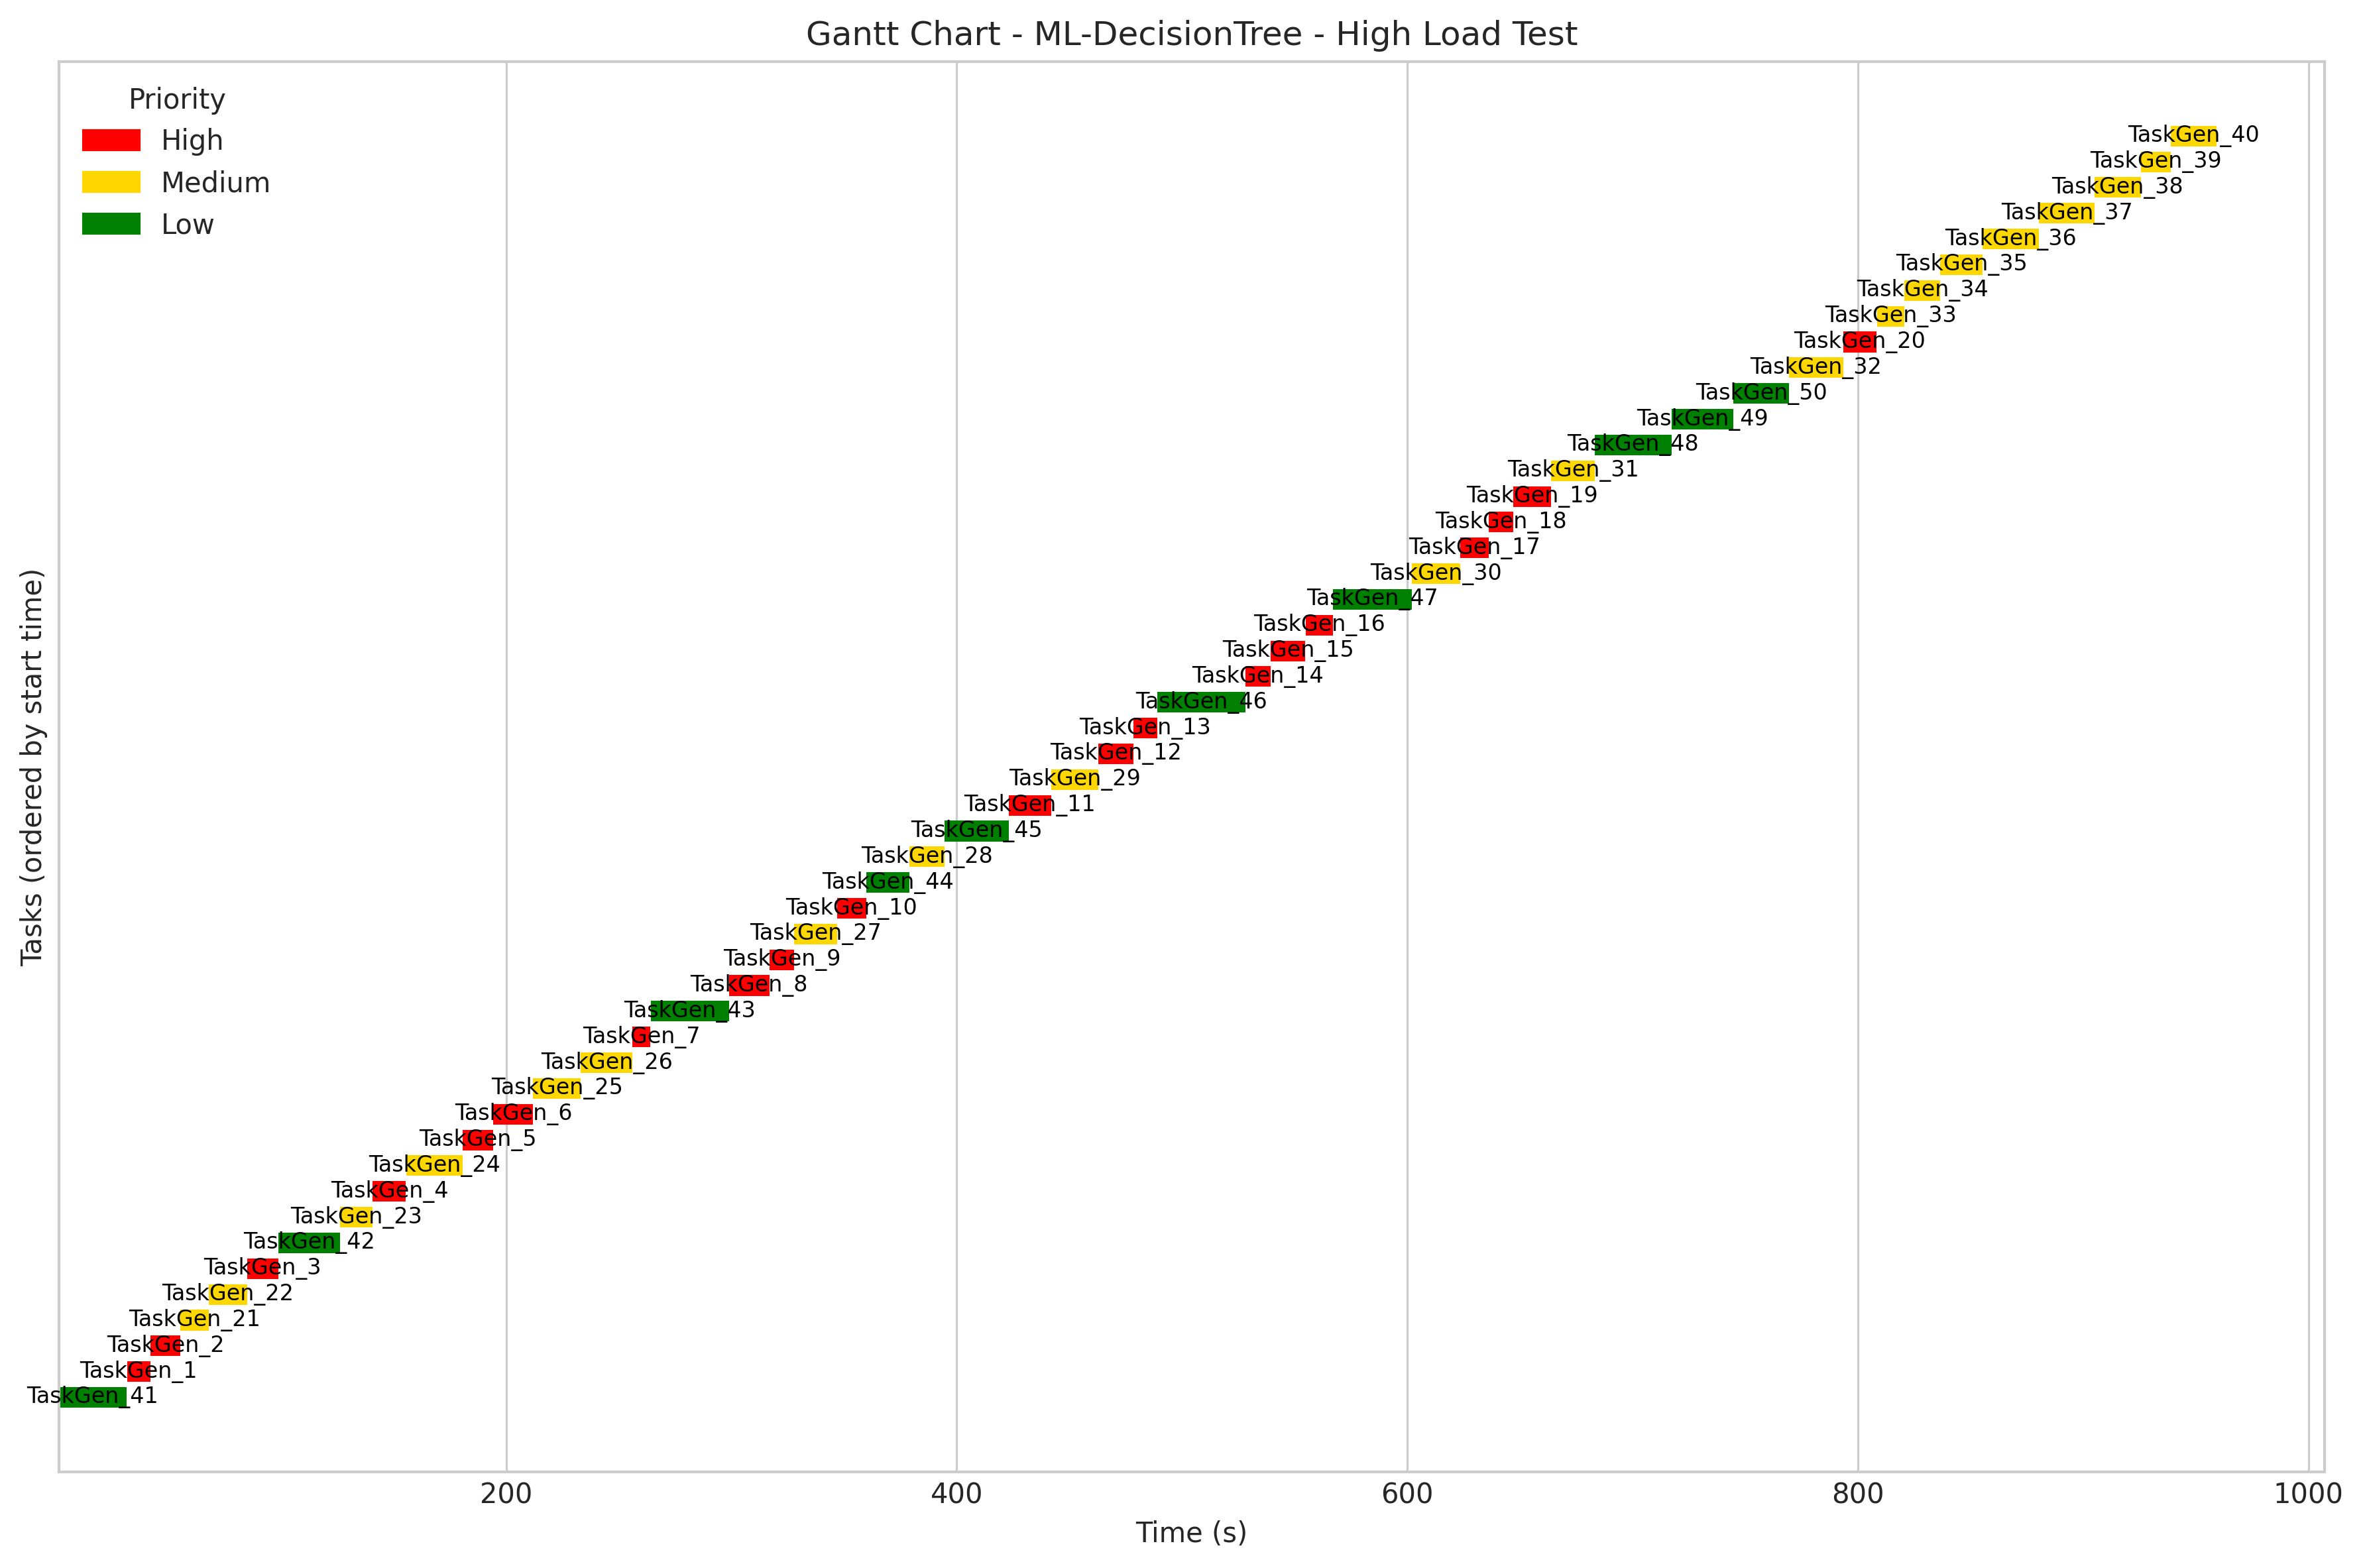 Gantt Chart - ML-DecisionTree - High Load Test
Priority
High
Medium
Low
TaskGen_40
TaskGen_39
TaskGen_38
TaskGen_37
TaskGen_36
TaskGen_35
TaskGen_34
TaskGen_33
TaskGen_20
TaskGen_32
TaskGen_50
TaskGen_49
TaskGen_48
TaskGen_31
TaskGen_19
TaskGen_18
TaskGen_17
TaskGen_30
TaskGen_47
TaskGen_16
TaskGen_15
TaskGen_14
TaskGen_46
TaskGen_13
TaskGen_12
TaskGen_29
TaskGen_11
TaskGen_45
TaskGen_28
TaskGen_44
TaskGen_10
TaskGen_27
TaskGen_9
TaskGen_8
TaskGen_43
TaskGen_7
TaskGen_26
TaskGen_25
TaskGen_6
TaskGen_5
TaskGen_24
TaskGen_4
TaskGen_23
TaskGen_42
TaskGen_3
TaskGen_22
TaskGen_21
TaskGen_2
TaskGen_1
TaskGen_41
Tasks (ordered by start time)
200 400 600 800 1000
Time (s)